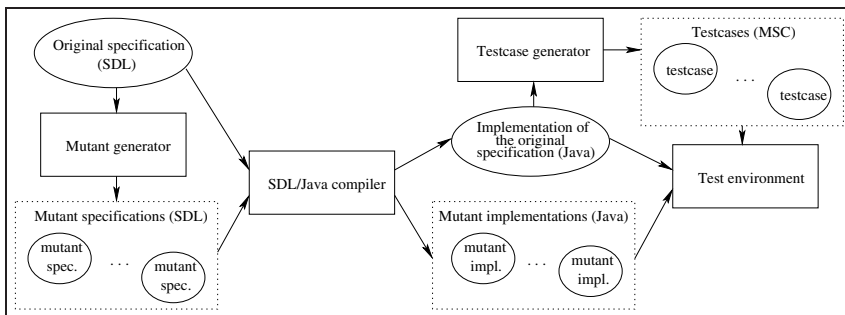 Original specification
(SDL)
Mutant generator
Mutant specifications (SDL)
mutant
spec.
. . .
mutant
spec.
SDL/Java compiler
Testcase generator
Implementation of
the original
specification (Java)
Mutant implementations (Java)
mutant
impl.
. . .
mutant
impl.
Testcases (MSC)
testcase
. . .
testcase
Test environment